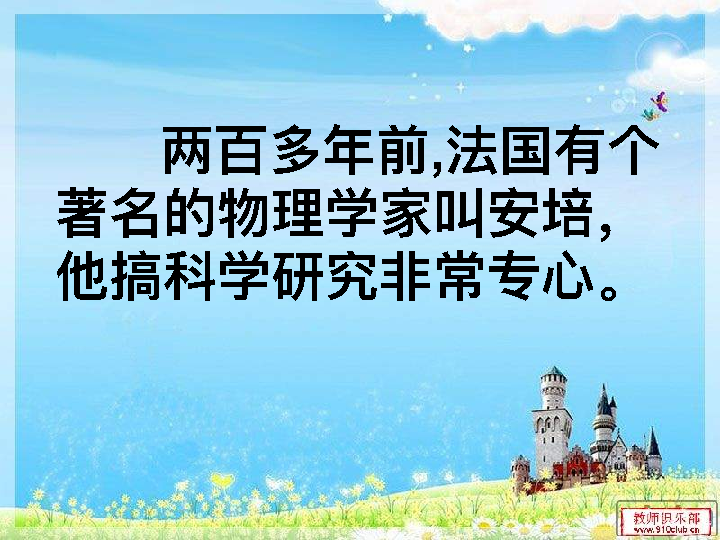 两百多年前,法国有个
著名的物理学家叫安培，
他搞科学研究非常专心。
教师俱乐部
www.910club.cn